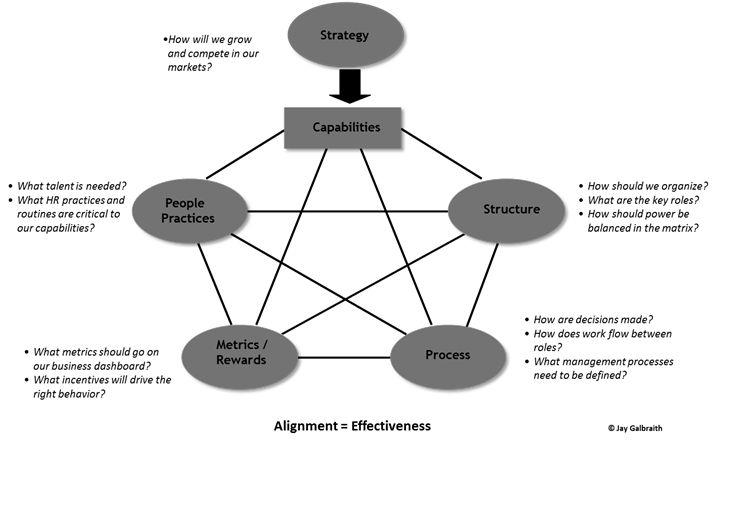 Strategy
•How will we grow
and compete in our
markets?
Capabilities
• What talent is needed?
• What HR practices and
routines are critical to
our capabilities?
People
Practices
Structure
• How should we organize?
• What are the key roles?
• How should power be
balanced in the matrix?
• What metrics should go on
our business dashboard?
• What incentives will drive the
right behavior?
Metrics /
Rewards
Process
• How are decisions made?
• How does work flow between
roles?
• What management processes
need to be defined?
Alignment = Effectiveness
© Jay Galbraith